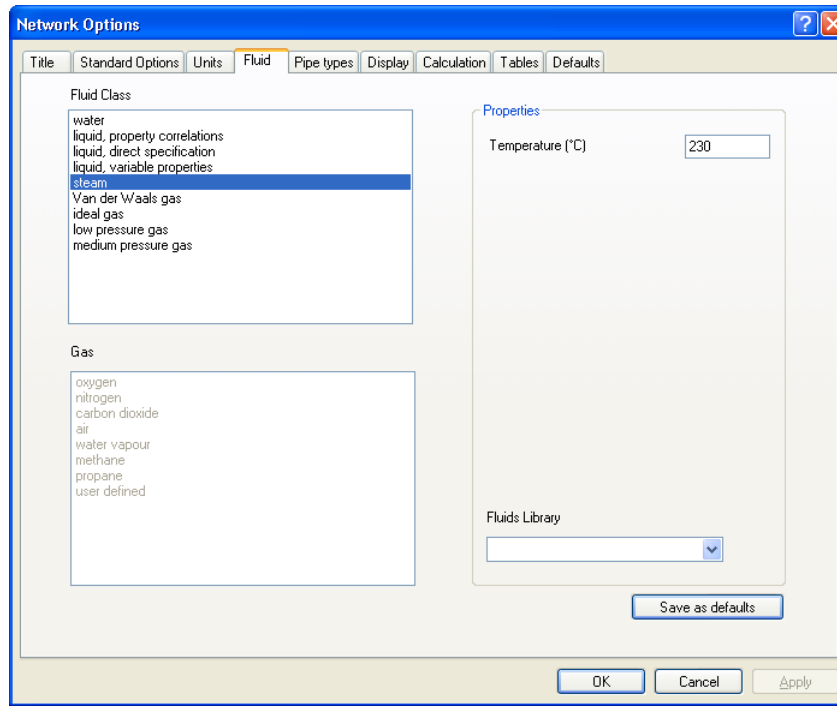 Network Options
Title Standard Options Units Fluid Pipe types Display Calculation Tables Defaults
Fluid Class
water
liquid, property correlations
liquid, direct specification
liquid, variable properties
steam
Van der Waals gas
ideal gas
low pressure gas
medium pressure gas
Properties
Temperature (°C) 230
Gas
oxygen
nitrogen
carbon dioxide
air
water vapour
methane
propane
user defined
Fluids Library
Save as defaults
OK Cancel Apply